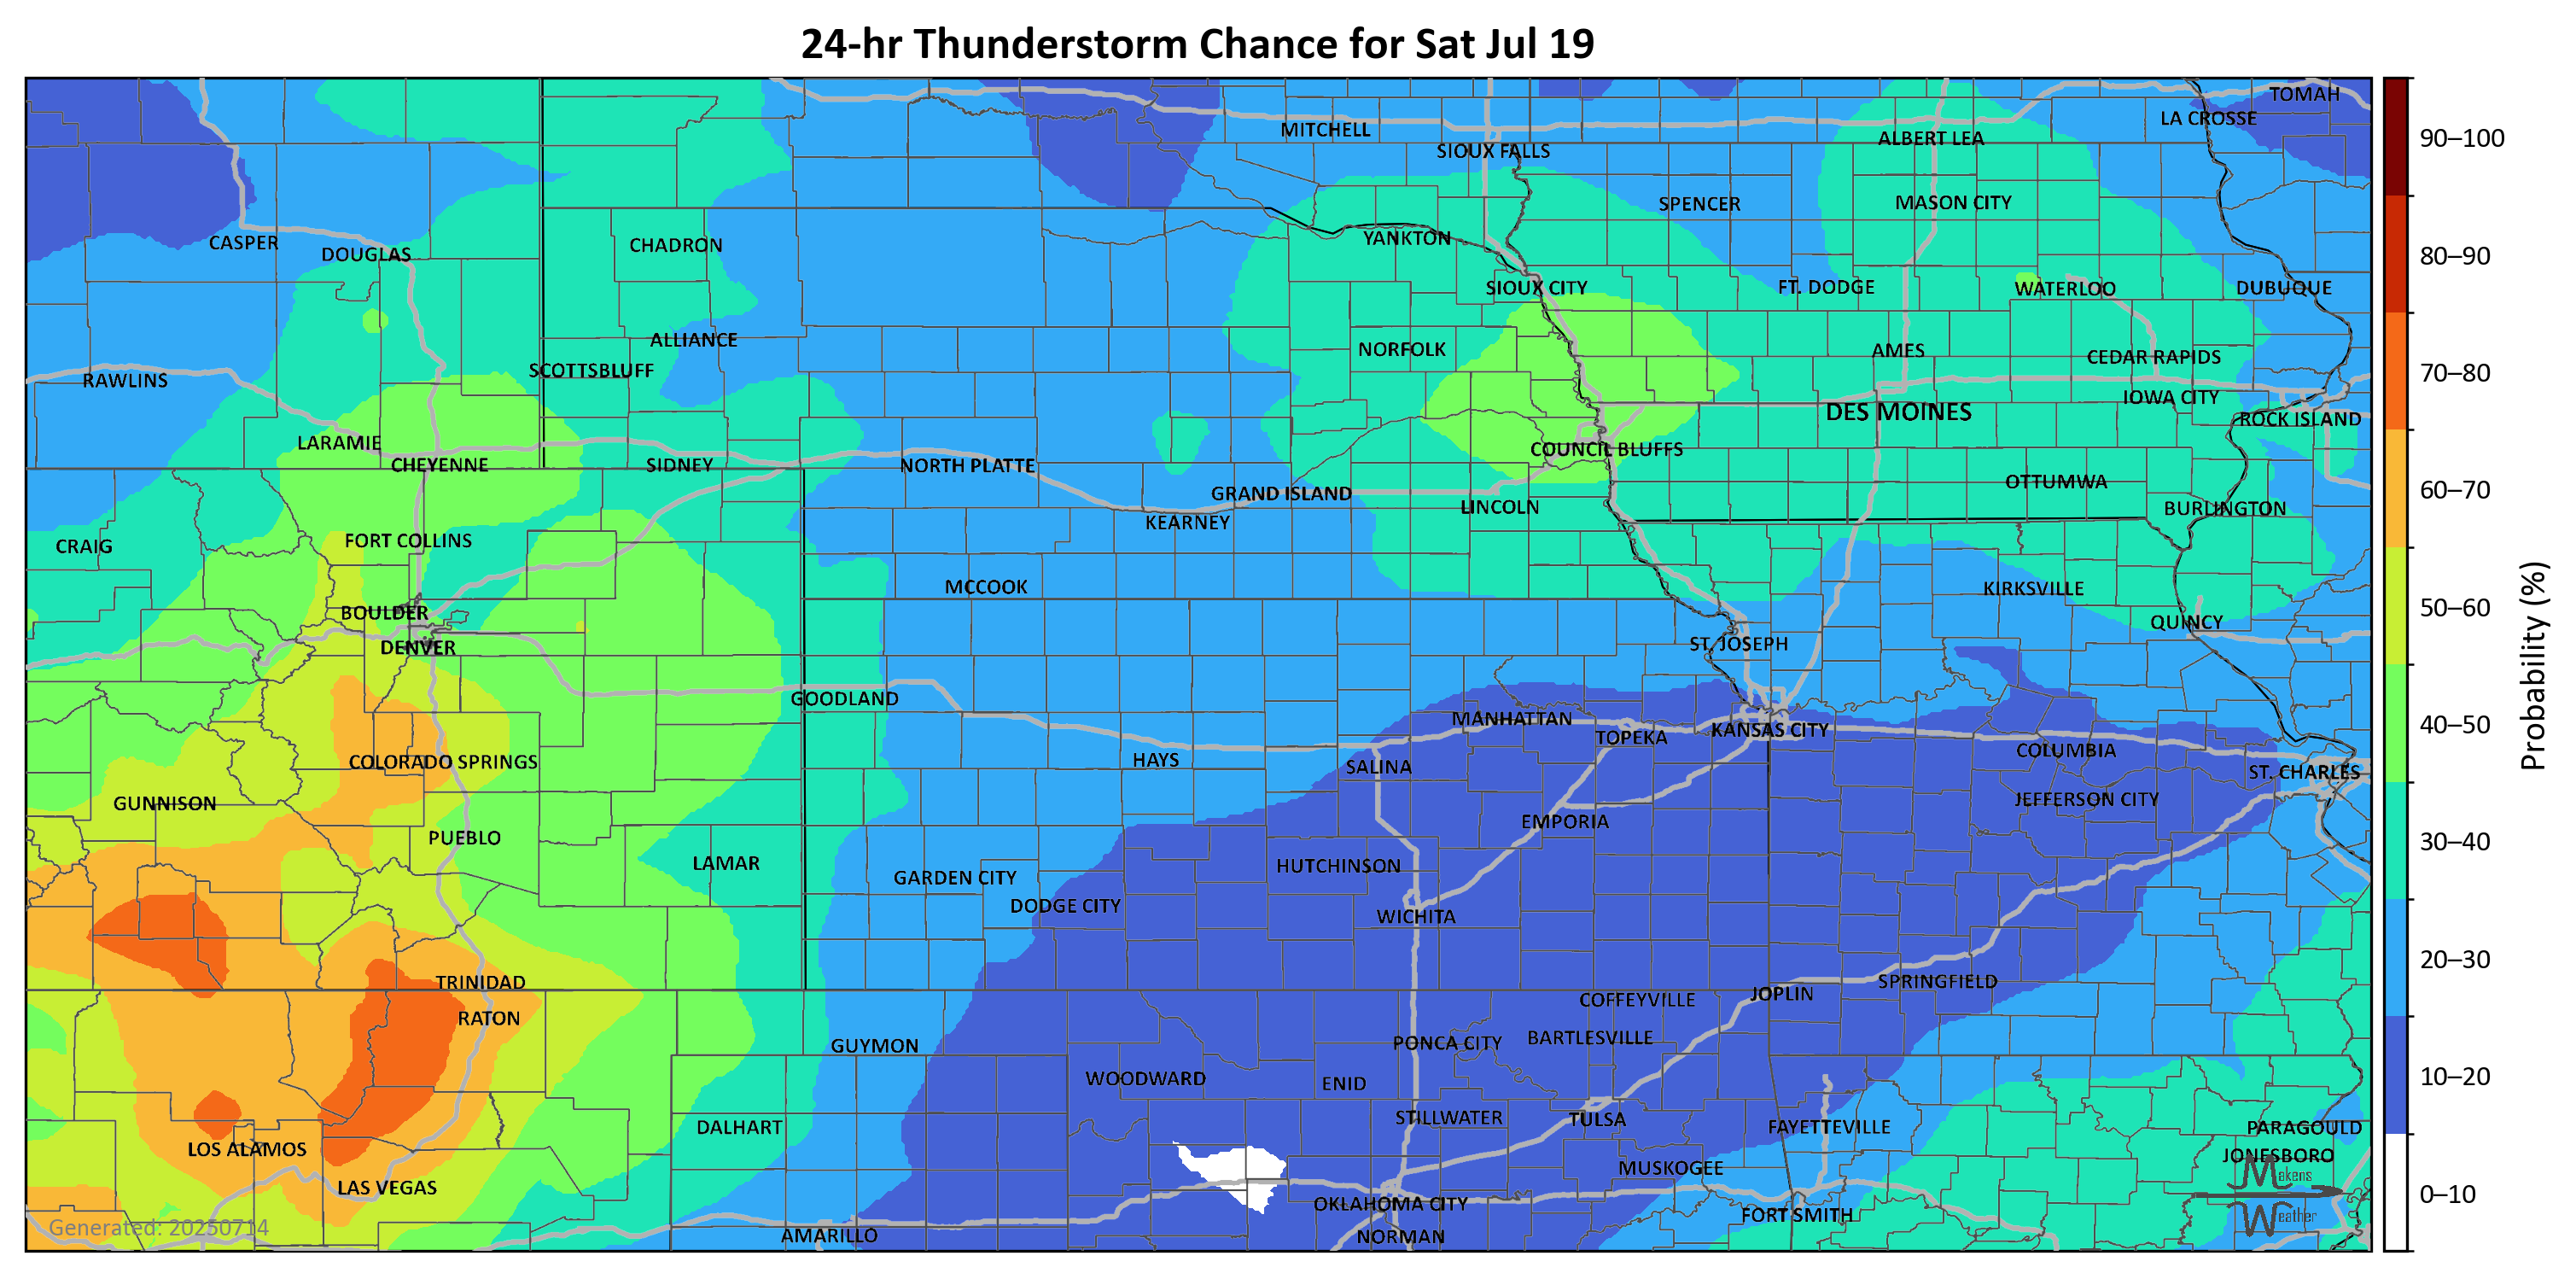 24-hr Thunderstorm Chance for Sat Jul 19
TOMAH
LA CROSSE
MITCHELL
ALBERT LEA
90–100
SIOUX FALLS
SPENCER
MASON CITY
YANKTON
CASPER
DOUGLAS
CHADRON
80–90
SIOUX CITY
FT. DODGE
WATERLOO
DUBUQUE
ALLIANCE
NORFOLK
AMES
CEDAR RAPIDS
SCOTTSBLUFF
70–80
RAWLINS
IOWA CITY
DES MOINES
ROCK ISLAND
LARAMIE
COUNCIL BLUFFS
CHEYENNE
SIDNEY
NORTH PLATTE
OTTUMWA
60–70
GRAND ISLAND
LINCOLN
BURLINGTON
KEARNEY
FORT COLLINS
CRAIG
MCCOOK
KIRKSVILLE
50–60
BOULDER
QUINCY
DENVER
ST. JOSEPH
Probability (%)
GOODLAND
MANHATTAN
40–50
TOPEKA
KANSAS CITY
COLUMBIA
COLORADO SPRINGS
HAYS
SALINA
ST. CHARLES
GUNNISON
JEFFERSON CITY
EMPORIA
PUEBLO
30–40
LAMAR
HUTCHINSON
GARDEN CITY
DODGE CITY
WICHITA
20–30
TRINIDAD
SPRINGFIELD
JOPLIN
COFFEYVILLE
RATON
BARTLESVILLE
PONCA CITY
GUYMON
WOODWARD
10–20
ENID
STILLWATER
TULSA
DALHART
FAYETTEVILLE
PARAGOULD
LOS ALAMOS
JONESBORO
MUSKOGEE
Makens
LAS VEGAS
0–10
OKLAHOMA CITY
FORT SMITH
Weather
Generated: 20250714
AMARILLO
NORMAN